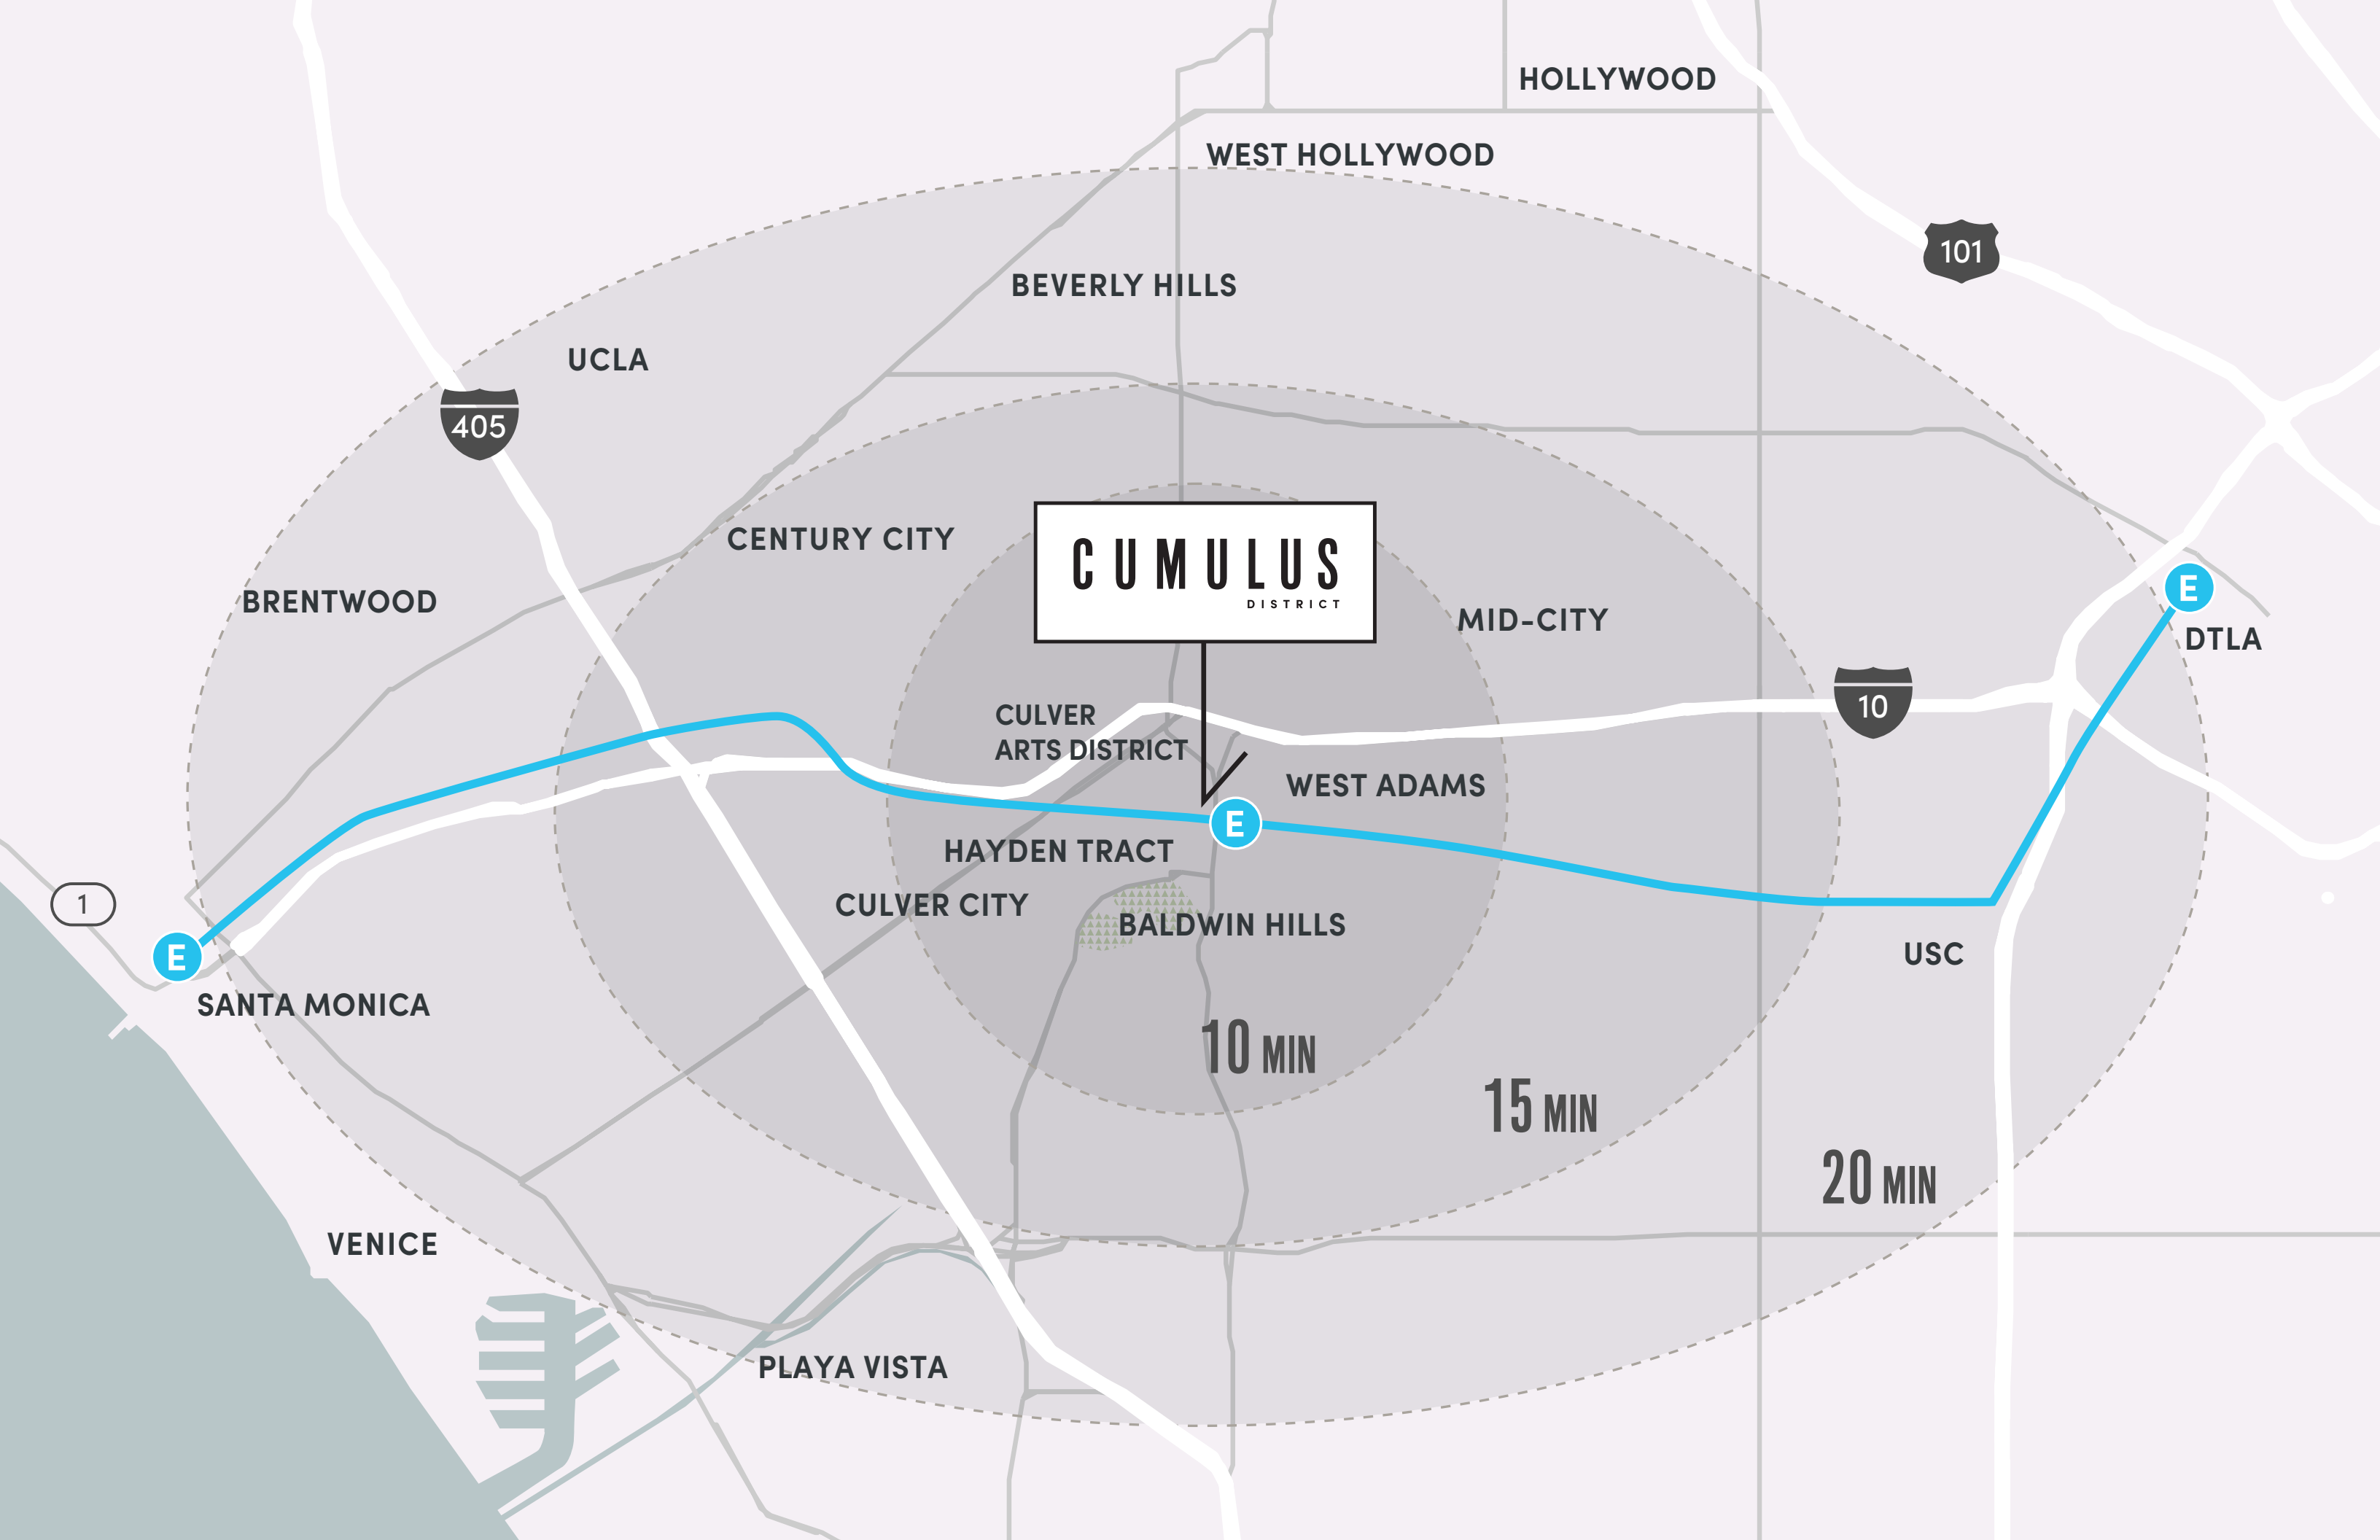 HOLLYWOOD
WEST HOLLYWOOD
101
BEVERLY HILLS
UCLA
405
CENTURY CITY
CUMULUS
DISTRICT
E
BRENTWOOD
MID-CITY
DTLA
10
CULVER
ARTS DISTRICT
WEST ADAMS
E
HAYDEN TRACT
1
CULVER CITY
BALDWIN HILLS
E
USC
SANTA MONICA
10 MIN
15 MIN
20 MIN
VENICE
PLAYA VISTA